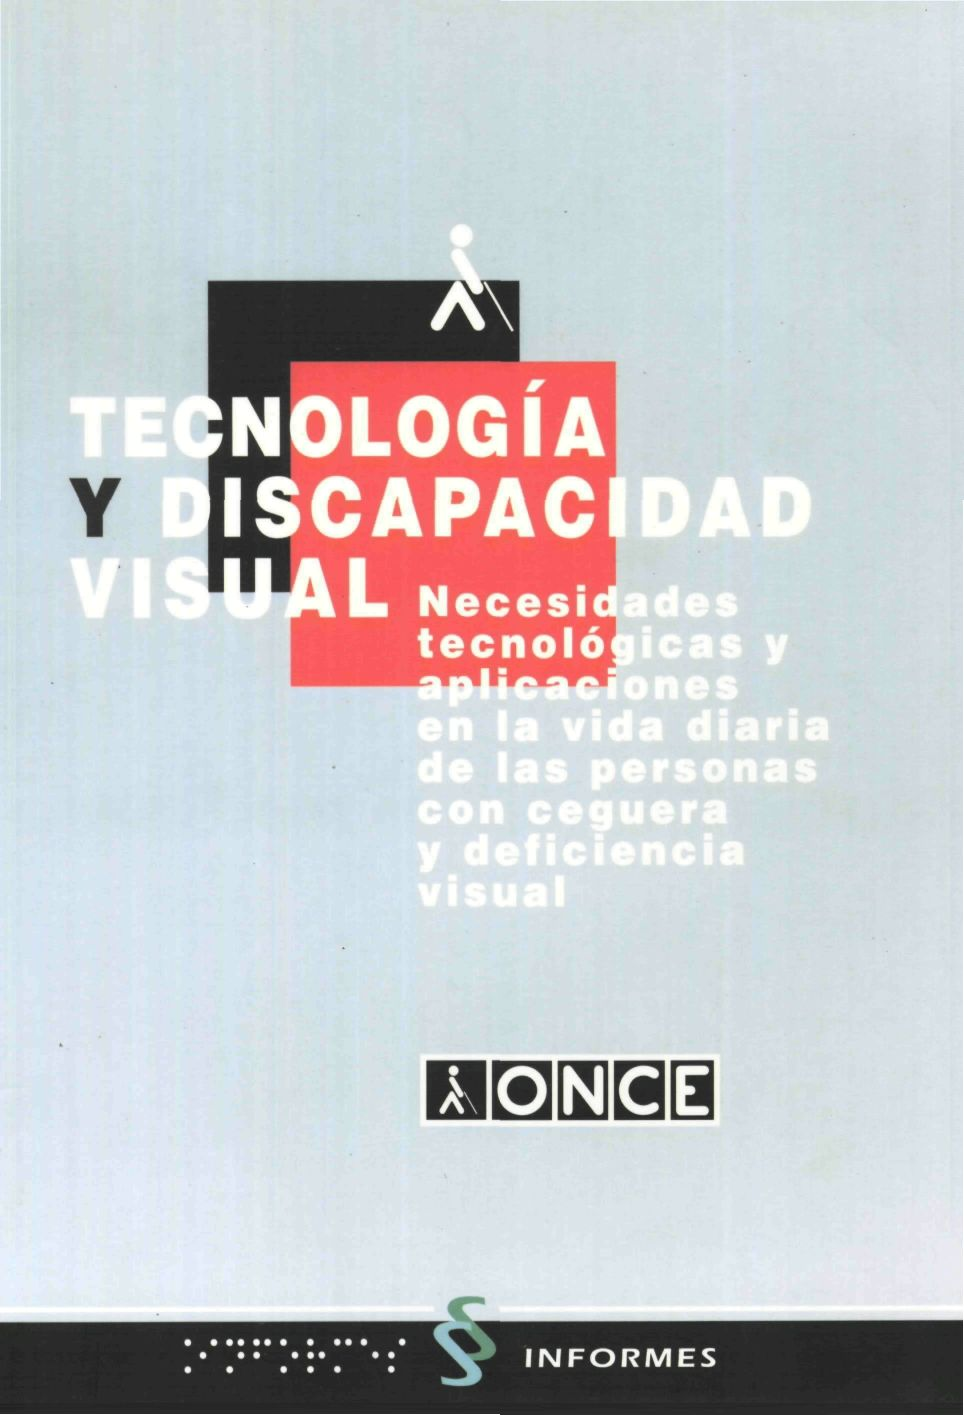 TECNOLOGÍA
Y DISCAPACIDAD
VISUAL
Necesidades
tecnológicas y
aplicaciones
en la vida diaria
de las personas
con ceguera
y deficiencia
visual
ONCE
INFORMES